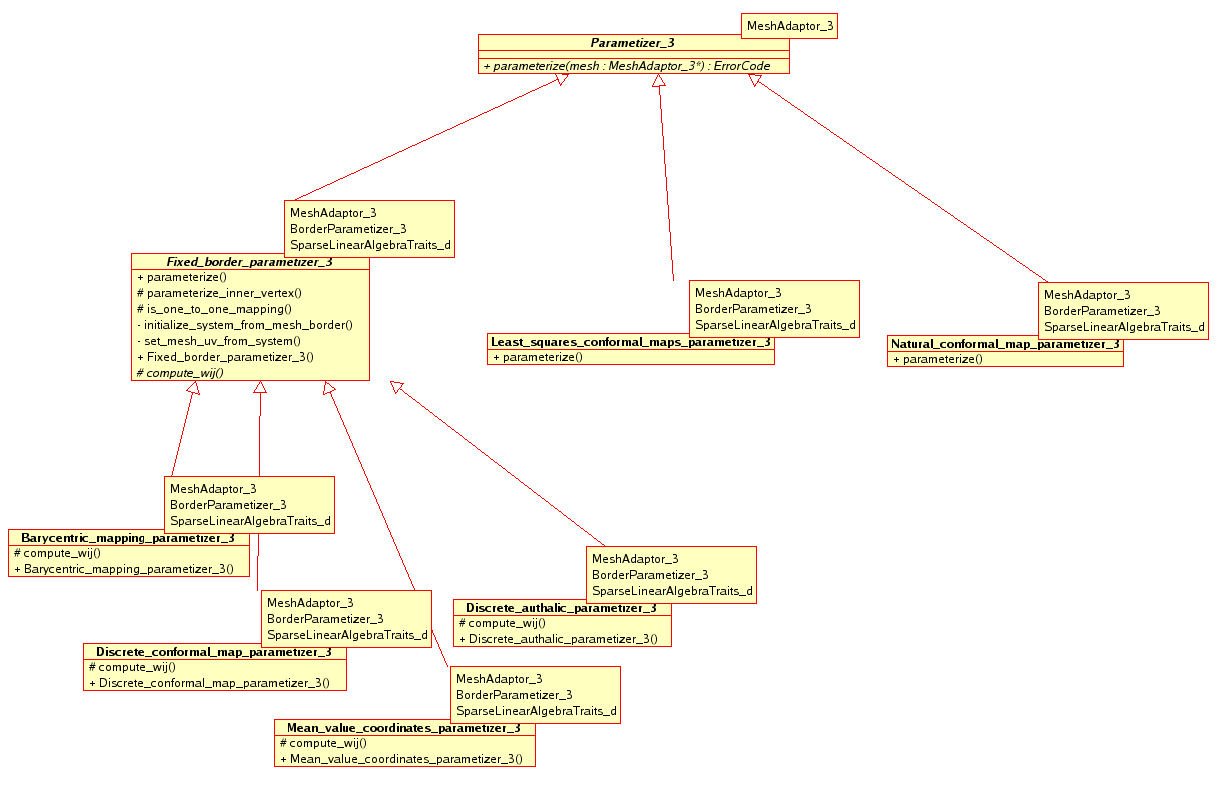 MeshAdaptor_3
Parametizer_3
+ parameterize(mesh : MeshAdaptor_3*) : ErrorCode
MeshAdaptor_3
BorderParametizer_3
SparseLinearAlgebraTraits_d
Fixed_border_parametizer_3
+ parameterize()
# parameterize_inner_vertex()
# is_one_to_one_mapping()
- initialize_system_from_mesh_border()
- set_mesh_uv_from_system()
+ Fixed_border_parametizer_3()
# compute_wij()
MeshAdaptor_3
BorderParametizer_3
SparseLinearAlgebraTraits_d
Least_squares_conformal_maps_parametizer_3
+ parameterize()
MeshAdaptor_3
BorderParametizer_3
SparseLinearAlgebraTraits_d
Natural_conformal_map_parametizer_3
+ parameterize()
MeshAdaptor_3
BorderParametizer_3
SparseLinearAlgebraTraits_d
Barycentric_mapping_parametizer_3
# compute_wij()
+ Barycentric_mapping_parametizer_3()
MeshAdaptor_3
BorderParametizer_3
SparseLinearAlgebraTraits_d
Discrete_authalic_parametizer_3
# compute_wij()
+ Discrete_authalic_parametizer_3()
MeshAdaptor_3
BorderParametizer_3
SparseLinearAlgebraTraits_d
Discrete_conformal_map_parametizer_3
# compute_wij()
+ Discrete_conformal_map_parametizer_3()
MeshAdaptor_3
BorderParametizer_3
SparseLinearAlgebraTraits_d
Mean_value_coordinates_parametizer_3
# compute_wij()
+ Mean_value_coordinates_parametizer_3()